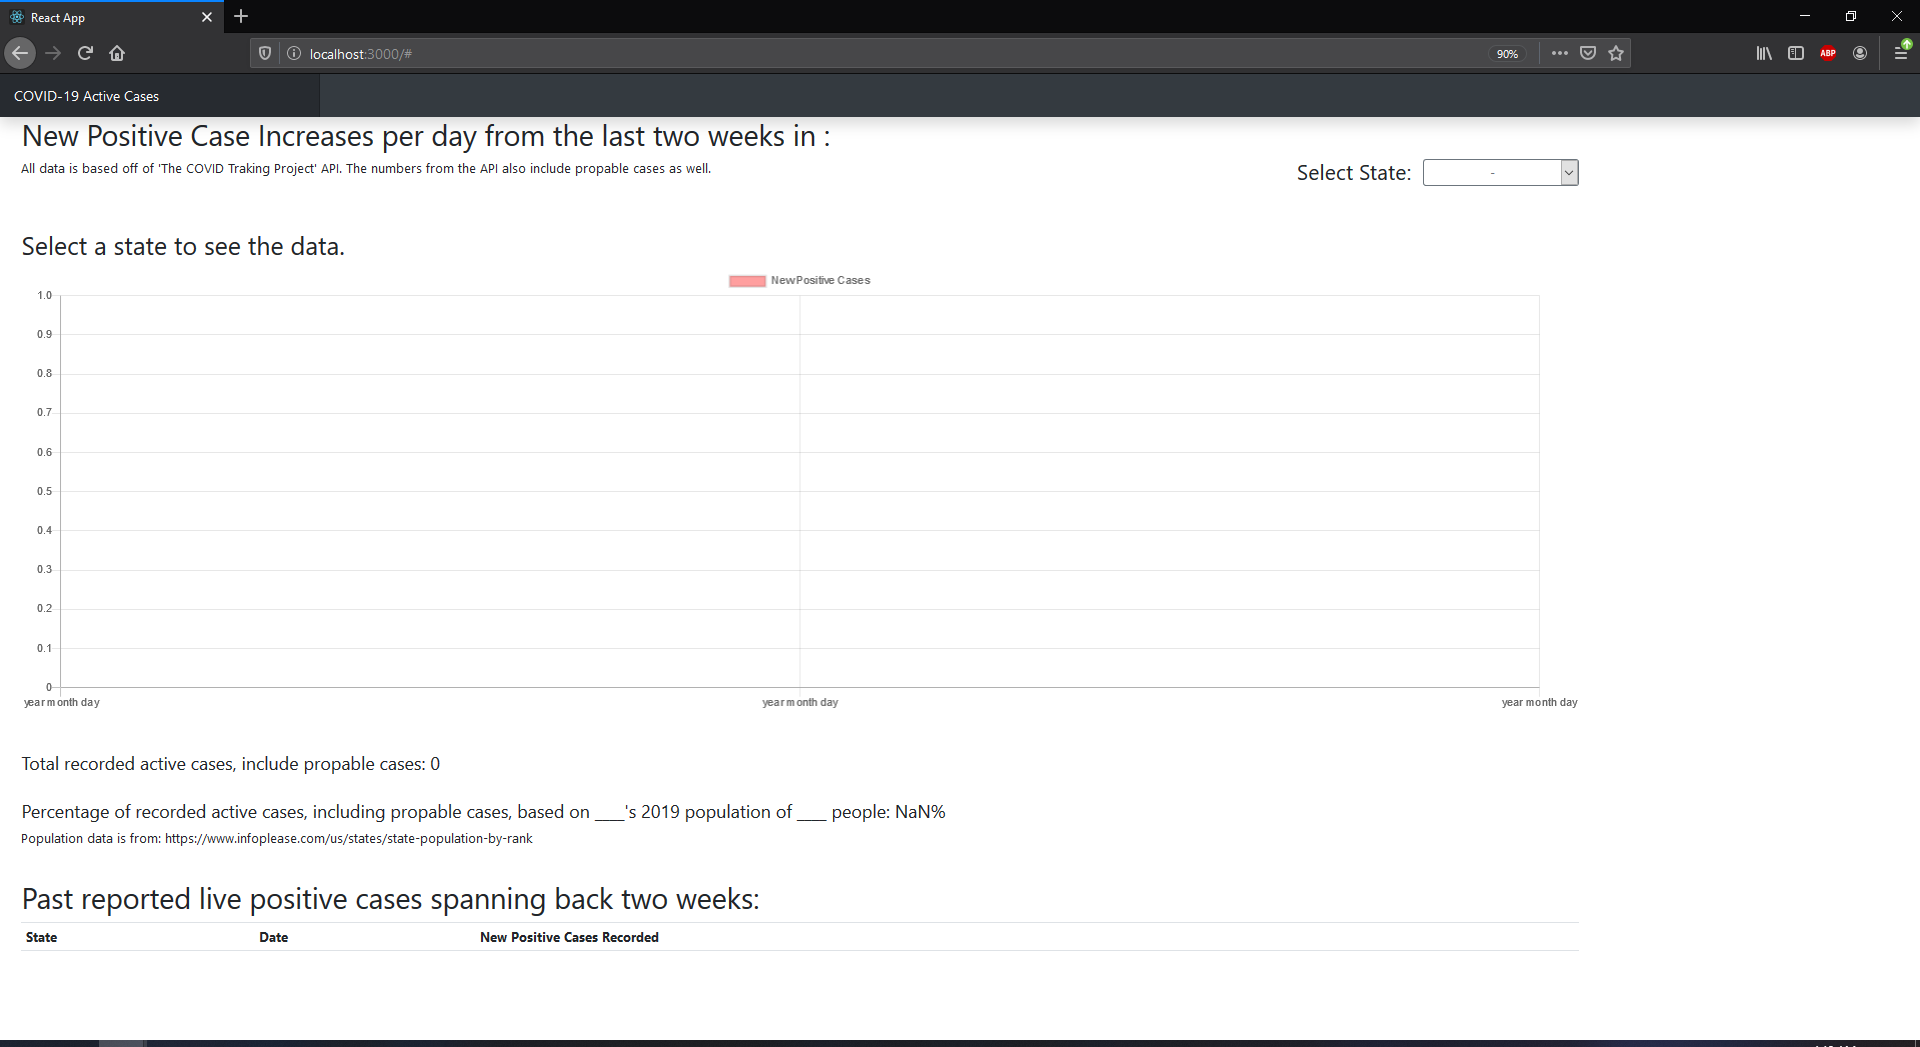 React App
localhost:3000/#
90%
ABP
COVID-19 Active Cases
New Positive Case Increases per day from the last two weeks in :
All data is based off of 'The COVID Traking Project' API. The numbers from the API also include propable cases as well.
Select State: -
Select a state to see the data.
New Positive Cases
1.0
0.9
0.8
0.7
0.6
0.5
0.4
0.3
0.2
0.1
0
year month day year month day year month day
Total recorded active cases, include propable cases: 0
Percentage of recorded active cases, including propable cases, based on ____'s 2019 population of ____ people: NaN%
Population data is from: https://www.infoplease.com/us/states/state-population-by-rank
Past reported live positive cases spanning back two weeks:
State Date New Positive Cases Recorded